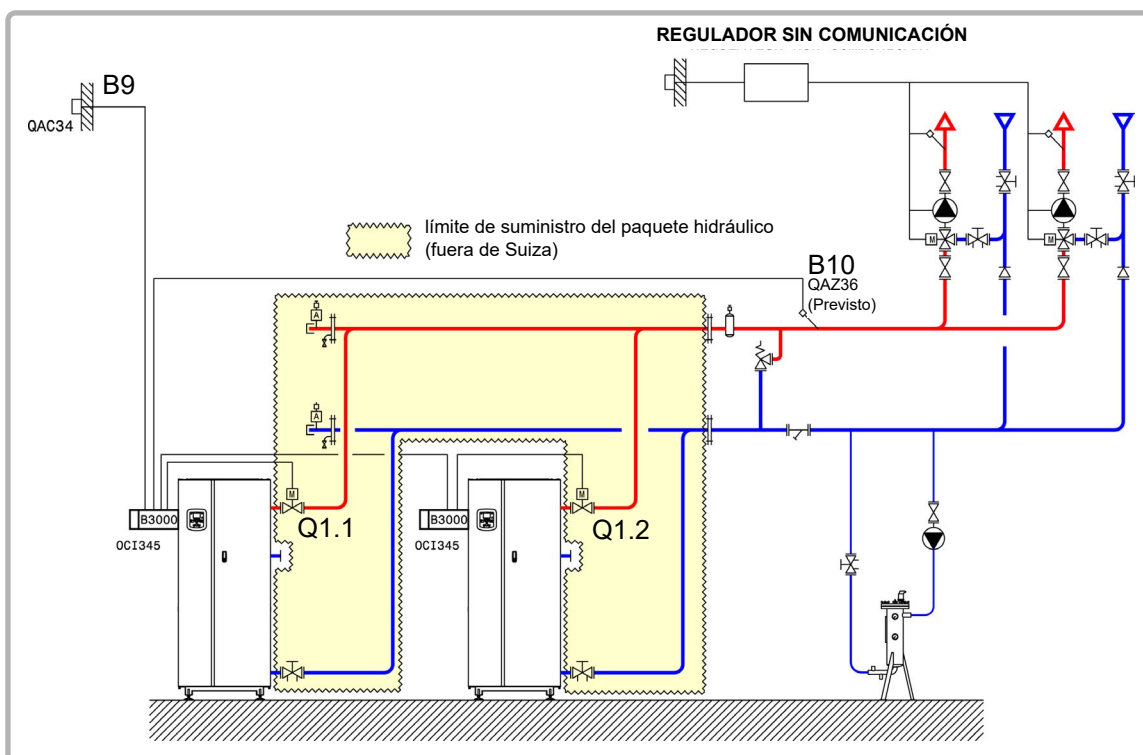 REGULADOR SIN COMUNICACIÓN
B9
QAC34
límite de suministro del paquete hidráulico
(fuera de Suiza)
B10
QAZ36
(Previsto)
M
M
A
A
M
M
B3000
OCI345
Q1.1
B3000
OCI345
Q1.2